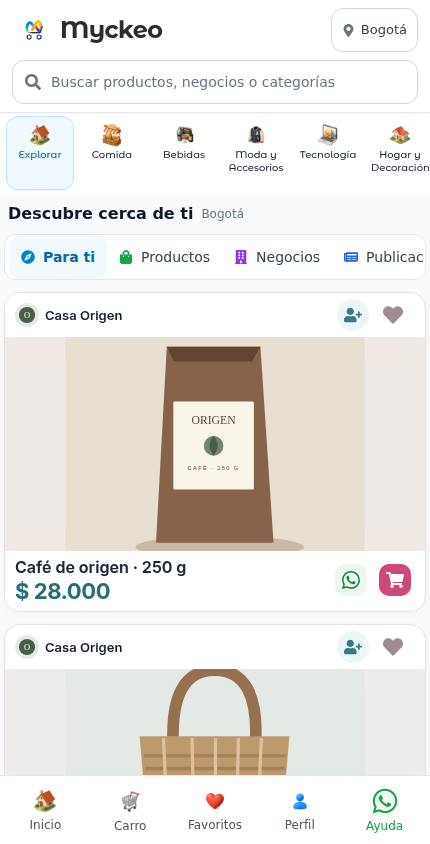 Myckeo
Bogotá
Buscar productos, negocios o categorías
Explorar
Comida
Bebidas
Moda y
Accesorios
Tecnología
Hogar y
Decoración
Descubre cerca de ti
Bogotá
Para ti
Productos
Negocios
Publicac
O
Casa Origen
ORIGEN
CAFÉ · 250 G
Café de origen · 250 g
$ 28.000
O
Casa Origen
Inicio
Carro
Favoritos
Perfil
Ayuda